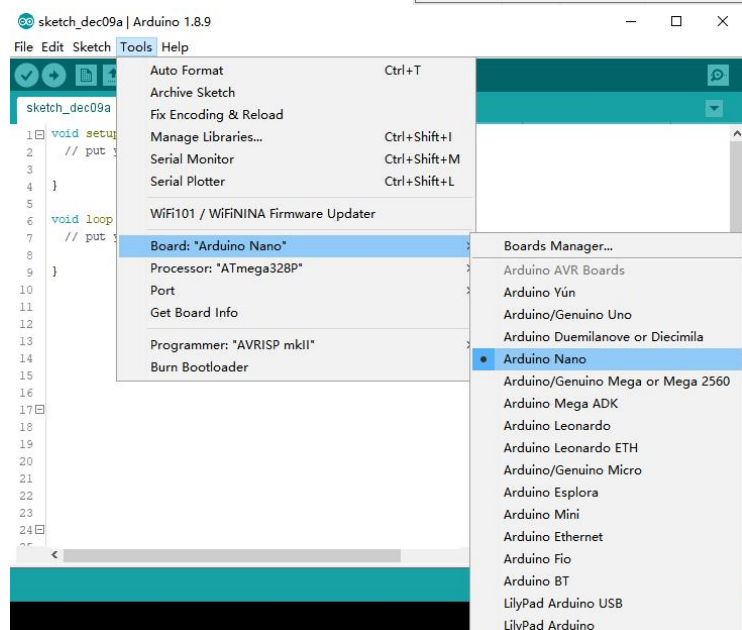 sketch_dec09a | Arduino 1.8.9
File Edit Sketch Tools Help
sketch_dec09a
1 void setup
2 // put
3
4 }
5
6 void loop
7 // put
8
9 }
10
11
12
13
14
15
16
17
18
19
20
21
22
23
24
Auto Format Ctrl+T
Archive Sketch
Fix Encoding & Reload
Manage Libraries... Ctrl+Shift+I
Serial Monitor Ctrl+Shift+M
Serial Plotter Ctrl+Shift+L
WiFi101 / WiFiNINA Firmware Updater
Board: "Arduino Nano"
Processor: "ATmega328P"
Port
Get Board Info
Programmer: "AVRISP mkII"
Burn Bootloader
Boards Manager...
Arduino AVR Boards
Arduino Yún
Arduino/Genuino Uno
Arduino Duemilanove or Diecimila
Arduino Nano
Arduino/Genuino Mega or Mega 2560
Arduino Mega ADK
Arduino Leonardo
Arduino Leonardo ETH
Arduino/Genuino Micro
Arduino Esplora
Arduino Mini
Arduino Ethernet
Arduino Fio
Arduino BT
LilyPad Arduino USB
LilyPad Arduino